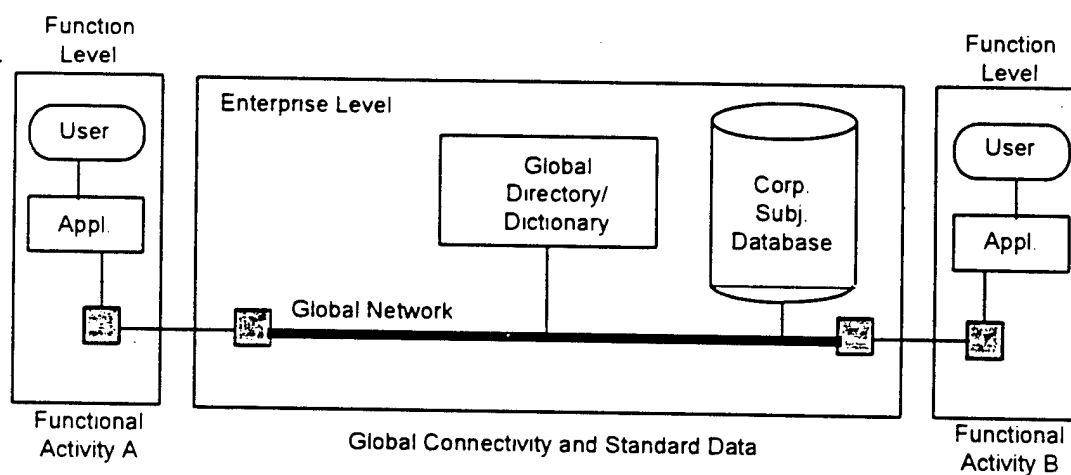 Function
Level
User
Appl.
Functional
Activity A
Enterprise Level
Global
Directory/
Dictionary
Corp.
Subj.
Database
Global Network
Global Connectivity and Standard Data
Function
Level
User
Appl.
Functional
Activity B